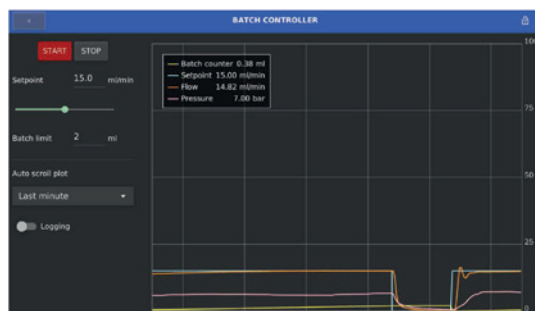 BATCH CONTROLLER
START STOP
Setpoint 15.0 ml/min
Batch limit 2 ml
Auto scroll plot
Last minute
Logging
Batch counter 0.38 ml
Setpoint 15.00 ml/min
Flow 14.82 ml/min
Pressure 7.00 bar
100
75
50
25
0